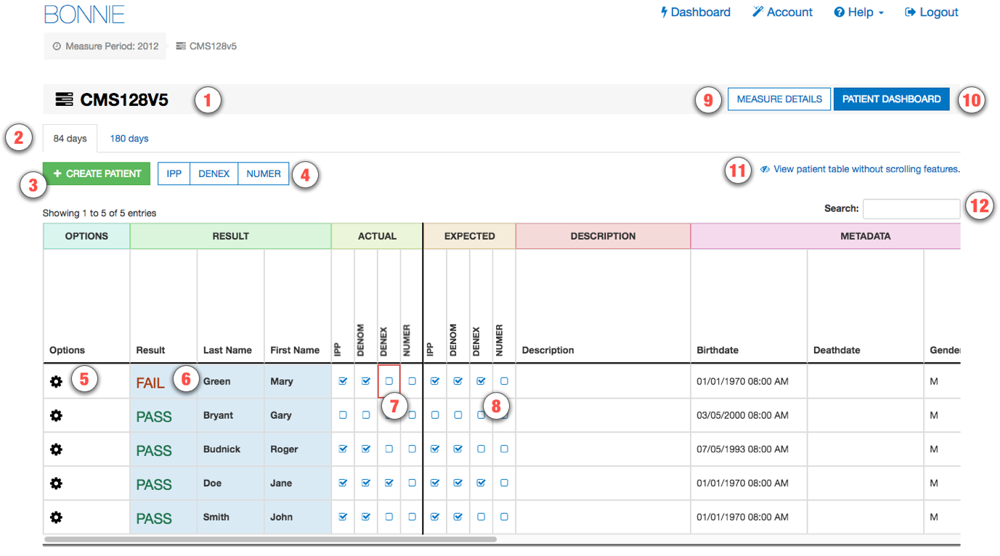 BONNIE
Dashboard Account Help Logout
Measure Period: 2012 CMS128v5
CMS128V5 1 9 MEASURE DETAILS PATIENT DASHBOARD 10
2 84 days 180 days
3 + CREATE PATIENT IPP DENEX NUMER 4 11 View patient table without scrolling features.
Showing 1 to 5 of 5 entries Search: 12
OPTIONS RESULT ACTUAL EXPECTED DESCRIPTION METADATA
Options Result Last Name First Name IPP DENOM DENEX NUMER IPP DENOM DENEX NUMER Description Birthdate Deathdate Gender
5 FAIL 6 Green Mary 01/01/1970 08:00 AM M
7 8
PASS Bryant Gary 03/05/2000 08:00 AM M
PASS Budnick Roger 07/05/1993 08:00 AM M
PASS Doe Jane 01/01/1970 08:00 AM M
PASS Smith John 01/01/1970 08:00 AM M